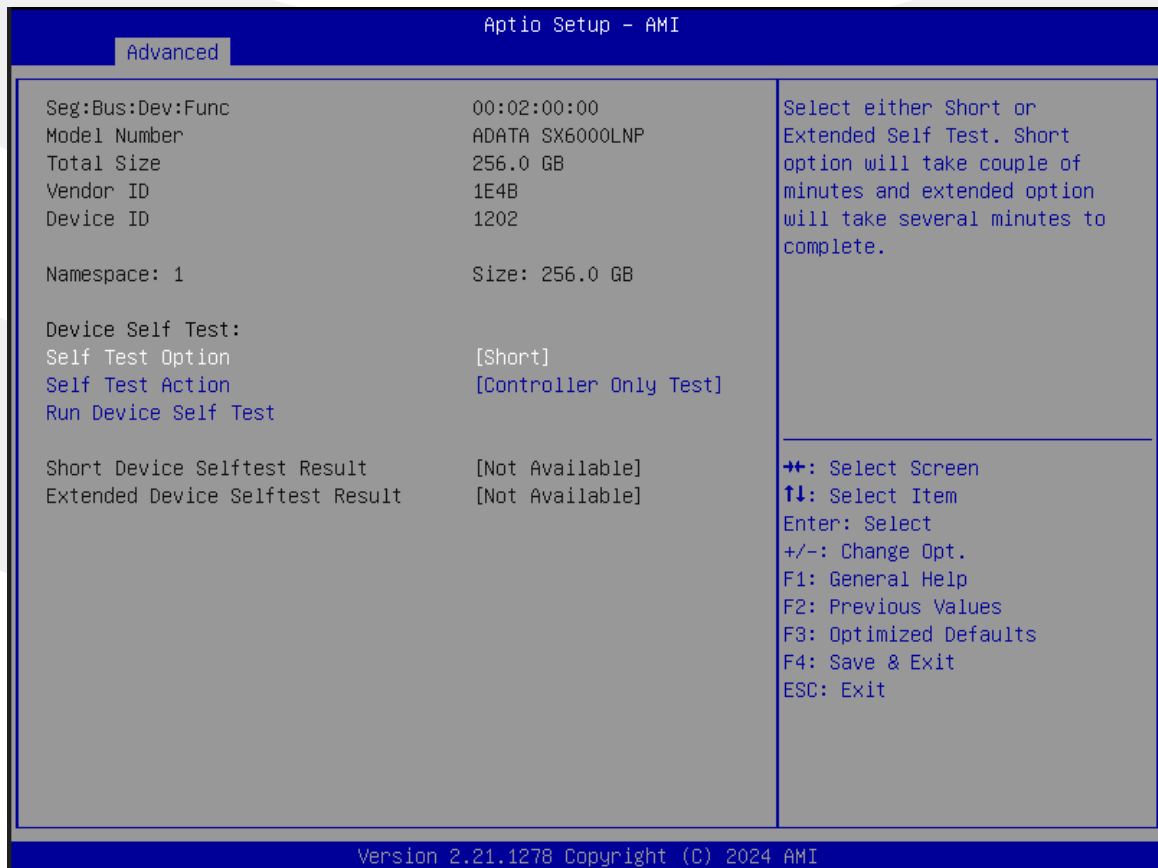 Aptio Setup – AMI
Advanced
Seg:Bus:Dev:Func 00:02:00:00
Model Number ADATA SX6000LNP
Total Size 256.0 GB
Vendor ID 1E4B
Device ID 1202
Namespace: 1 Size: 256.0 GB
Device Self Test:
Self Test Option [Short]
Self Test Action [Controller Only Test]
Run Device Self Test
Short Device Selftest Result [Not Available]
Extended Device Selftest Result [Not Available]
Select either Short or
Extended Self Test. Short
option will take couple of
minutes and extended option
will take several minutes to
complete.
→←: Select Screen
↑↓: Select Item
Enter: Select
+/-: Change Opt.
F1: General Help
F2: Previous Values
F3: Optimized Defaults
F4: Save & Exit
ESC: Exit
Version 2.21.1278 Copyright (C) 2024 AMI